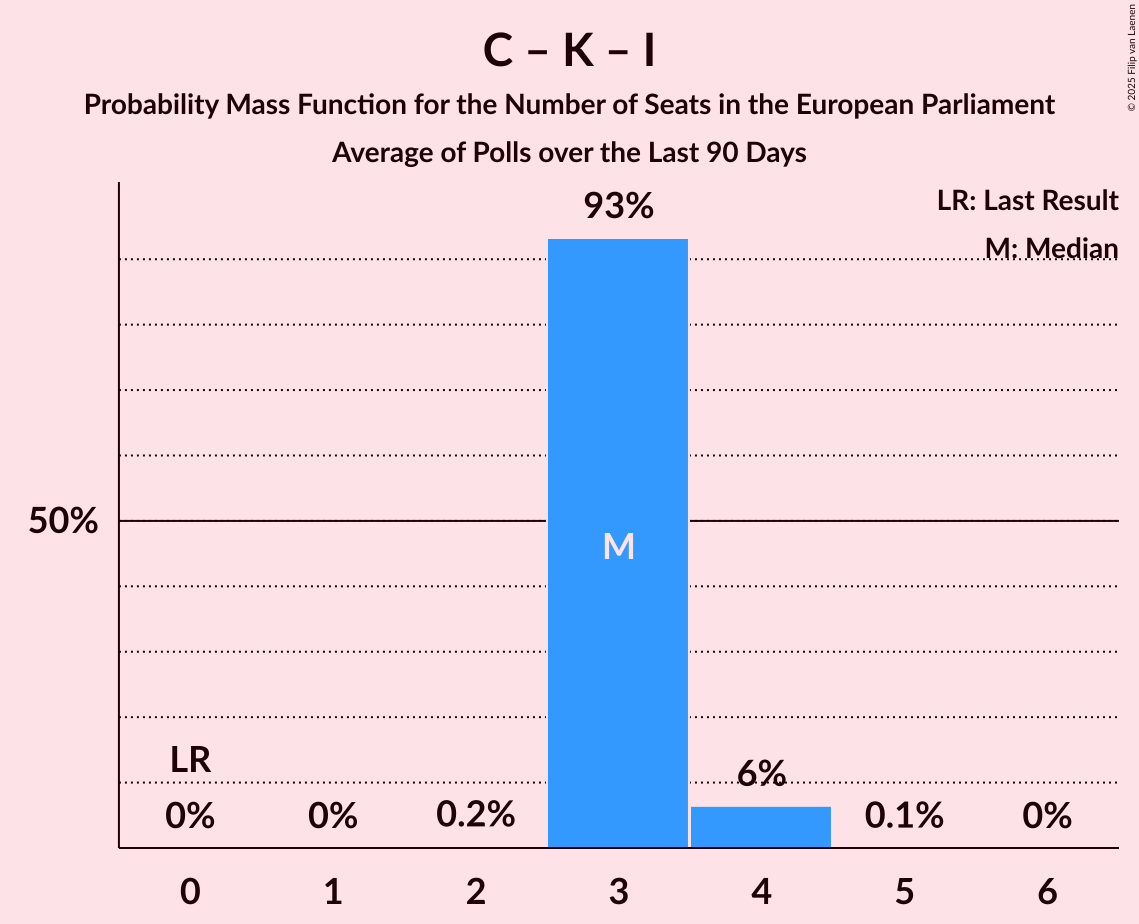 C – K – I
Probability Mass Function for the Number of Seats in the European Parliament
Average of Polls over the Last 90 Days
© 2025 Filip van Laenen
LR: Last Result
M: Median
93%
50%
M
LR
6%
0%
0%
0.2%
0.1%
0%
0
1
2
3
4
5
6